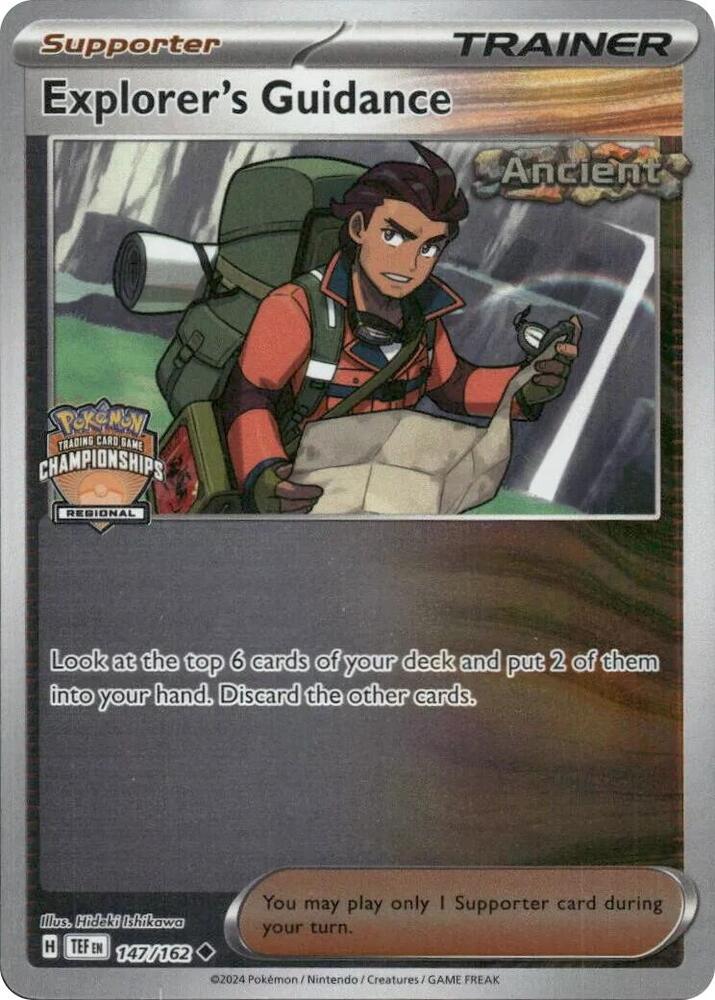 Supporter
TRAINER
Explorer's Guidance
Ancient
Pokémon
TRADING CARD GAME
CHAMPIONSHIPS
REGIONAL
Look at the top 6 cards of your deck and put 2 of them
into your hand. Discard the other cards.
Illus. Hideki Ishikawa
You may play only 1 Supporter card during
your turn.
H TEF EN 147/162
©2024 Pokémon / Nintendo / Creatures / GAME FREAK